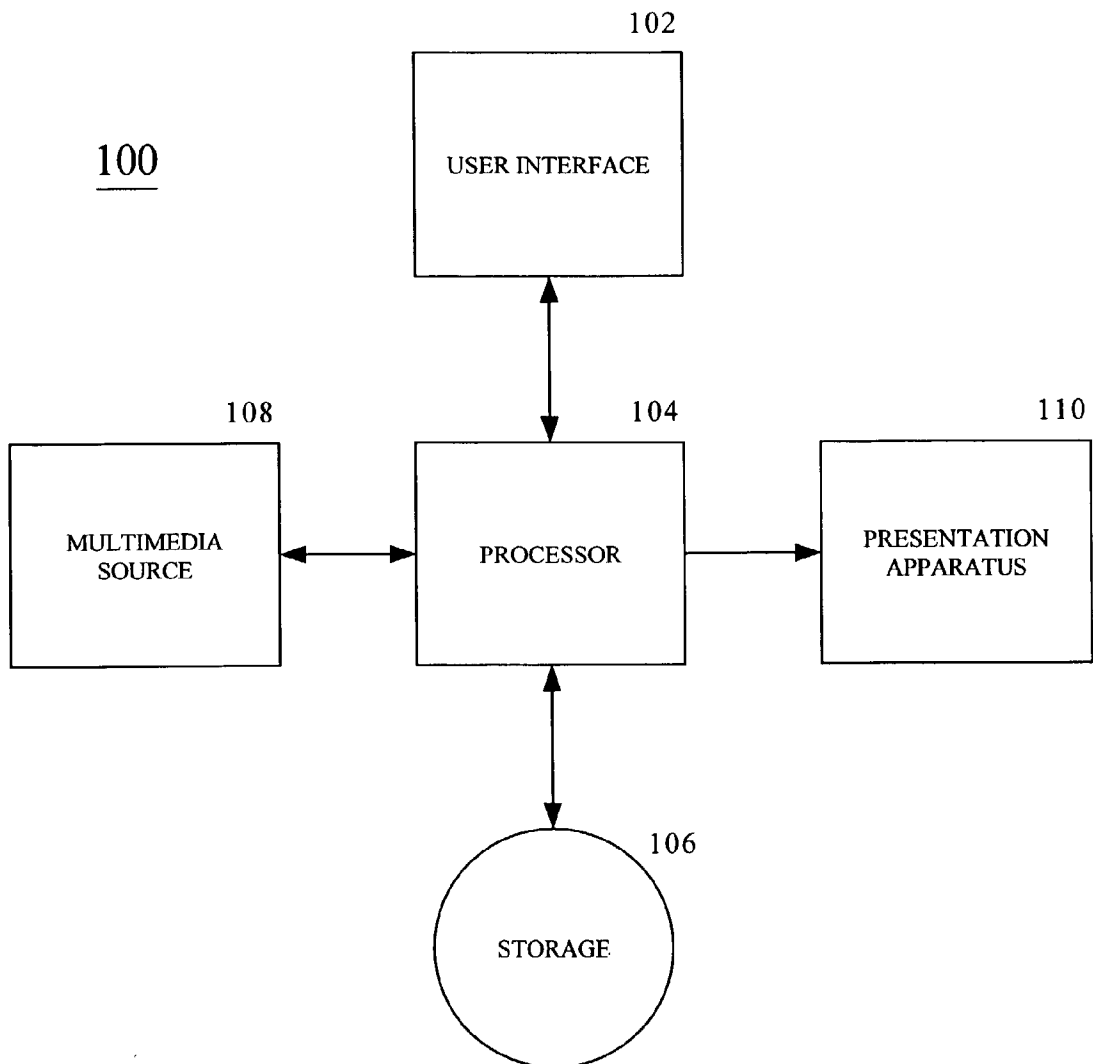 102
100
USER INTERFACE
108
104
110
MULTIMEDIA
SOURCE
PROCESSOR
PRESENTATION
APPARATUS
106
STORAGE